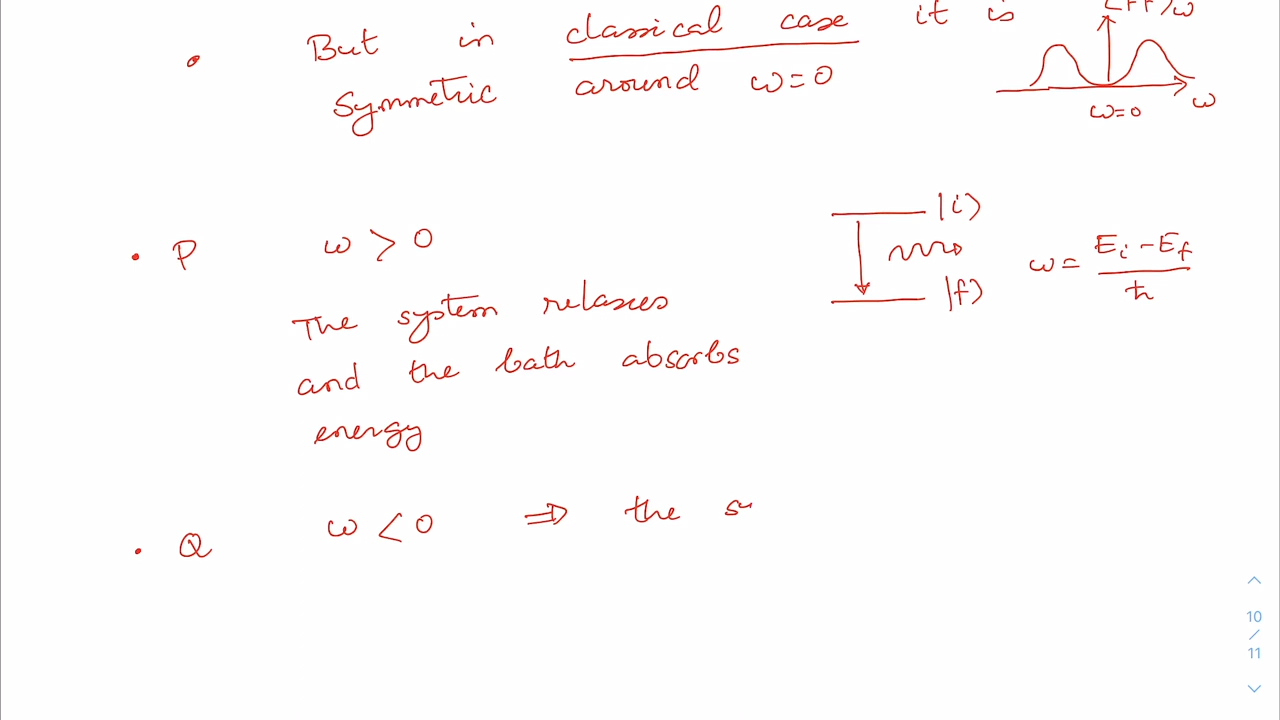 But in classical case it is
⟨FF⟩ω
symmetric around ω=0
ω
ω=0
|i⟩
P ω > 0
ω = Ei - Ef / ħ
|f⟩
The system relaxes
and the bath absorbs
energy
Q ω < 0 ⇒ the
10
/
11